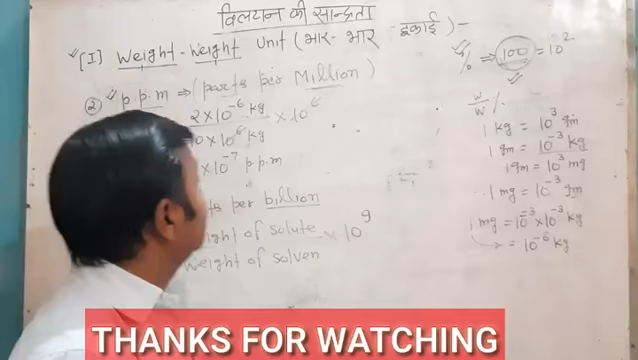 विलयन की सान्द्रता
[I] Weight-Weight Unit (भार-भार इकाई) -
② p.p.m ⇒ (parts per Million)
2×10⁻⁶ kg × 10⁶
10⁶ kg
×10⁻⁷ p.p.m
per billion
of solute × 10⁹
weight of solven
% ⇒ 100 = 10²
W/W %
1 kg = 10³ gm
1 gm = 10⁻³ kg
1 gm = 10³ mg
1 mg = 10⁻³ gm
1 mg = 10⁻³×10⁻³ kg
= 10⁻⁶ kg
THANKS FOR WATCHING